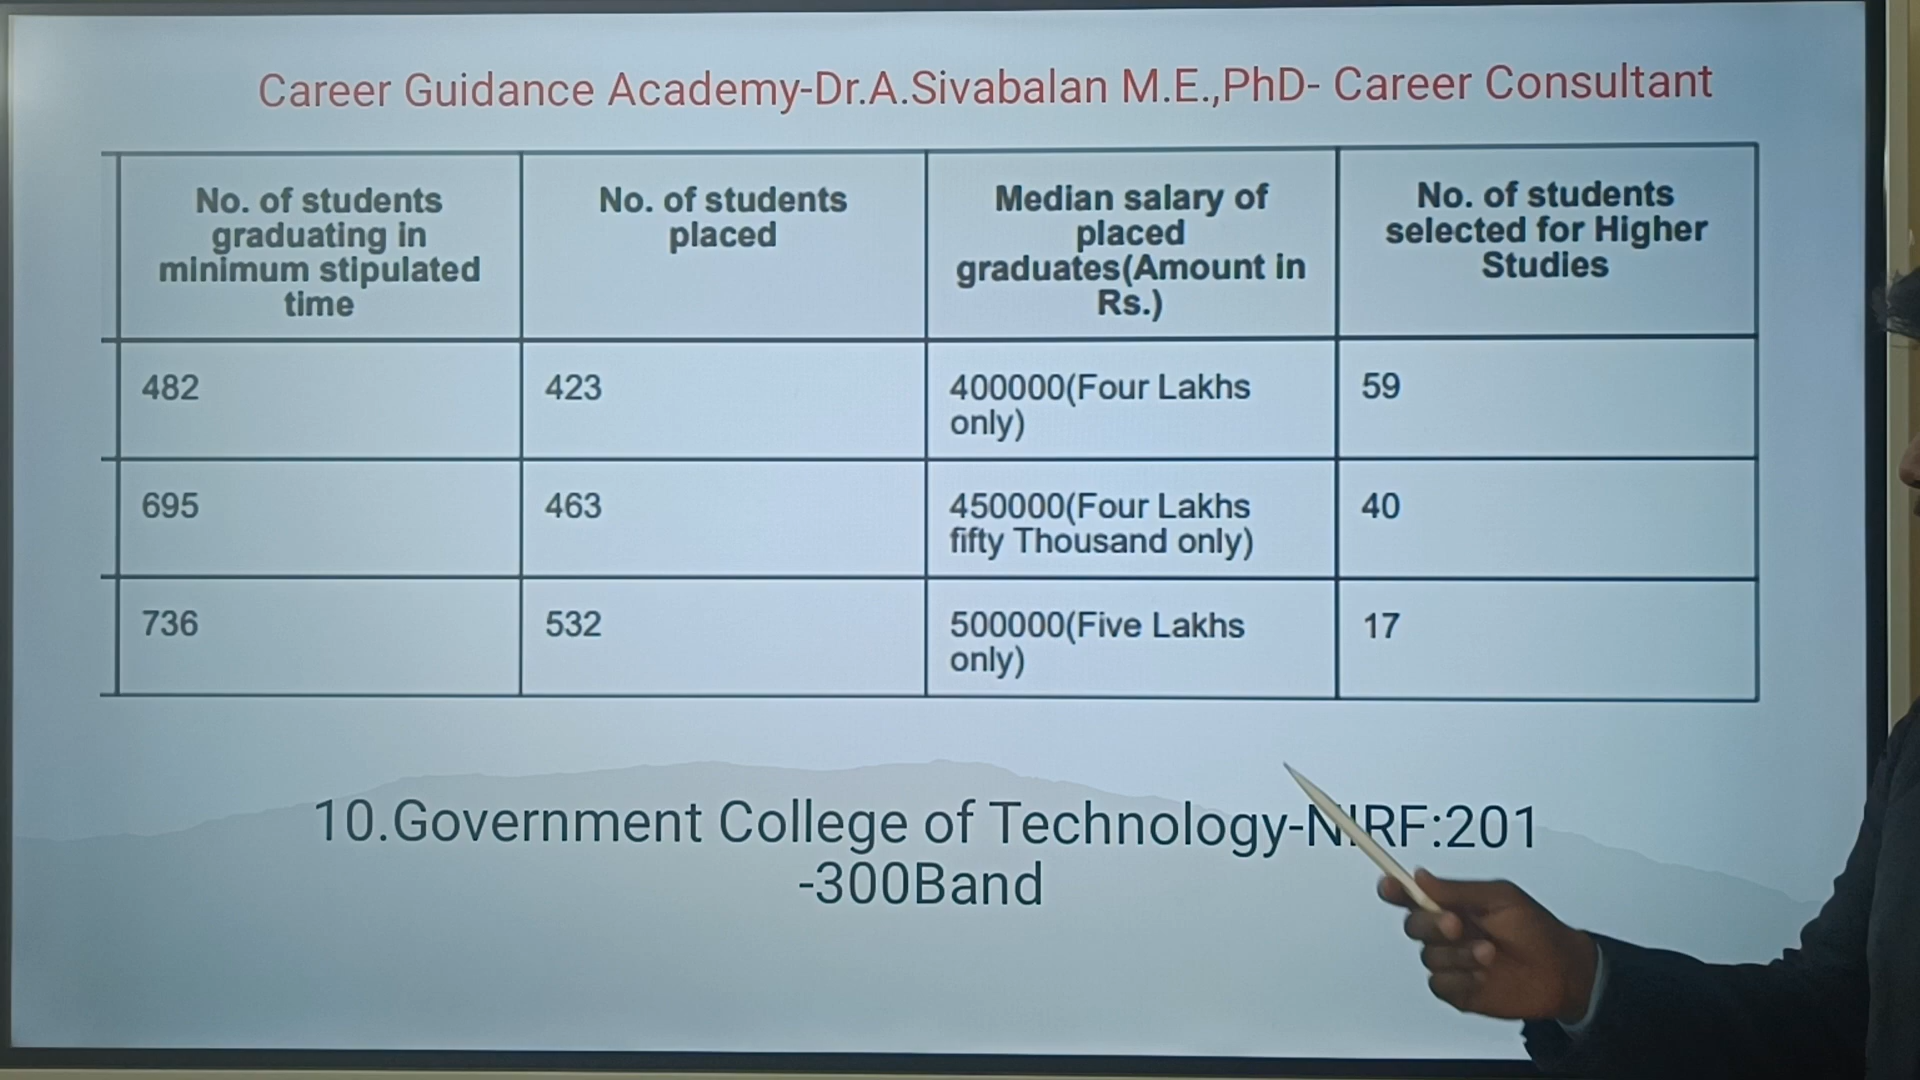 Career Guidance Academy-Dr.A.Sivabalan M.E.,PhD- Career Consultant
No. of students
graduating in
minimum stipulated
time
No. of students
placed
Median salary of
placed
graduates(Amount in
Rs.)
No. of students
selected for Higher
Studies
482
423
400000(Four Lakhs
only)
59
695
463
450000(Four Lakhs
fifty Thousand only)
40
736
532
500000(Five Lakhs
only)
17
10.Government College of Technology-NIRF:201
-300Band